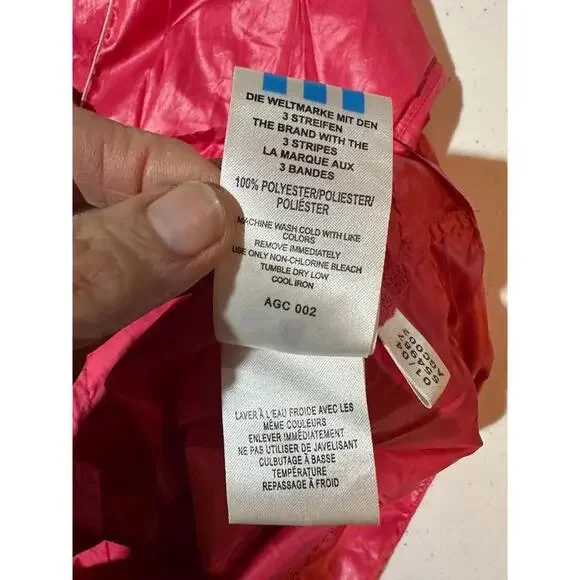 DIE WELTMARKE MIT DEN
3 STREIFEN
THE BRAND WITH THE
3 STRIPES
LA MARQUE AUX
3 BANDES
100% POLYESTER/POLIESTER/
POLIÉSTER
MACHINE WASH COLD WITH LIKE
COLORS
REMOVE IMMEDIATELY
USE ONLY NON-CHLORINE BLEACH
TUMBLE DRY LOW
COOL IRON
AGC 002
LAVER À L'EAU FROIDE AVEC LES
MÊME COULEURS
ENLEVER IMMÉDIATEMENT
NE PAS UTILISER DE JAVELISANT
CULBUTAGE À BASSE
TEMPÉRATURE
REPASSAGE À FROID
01/04